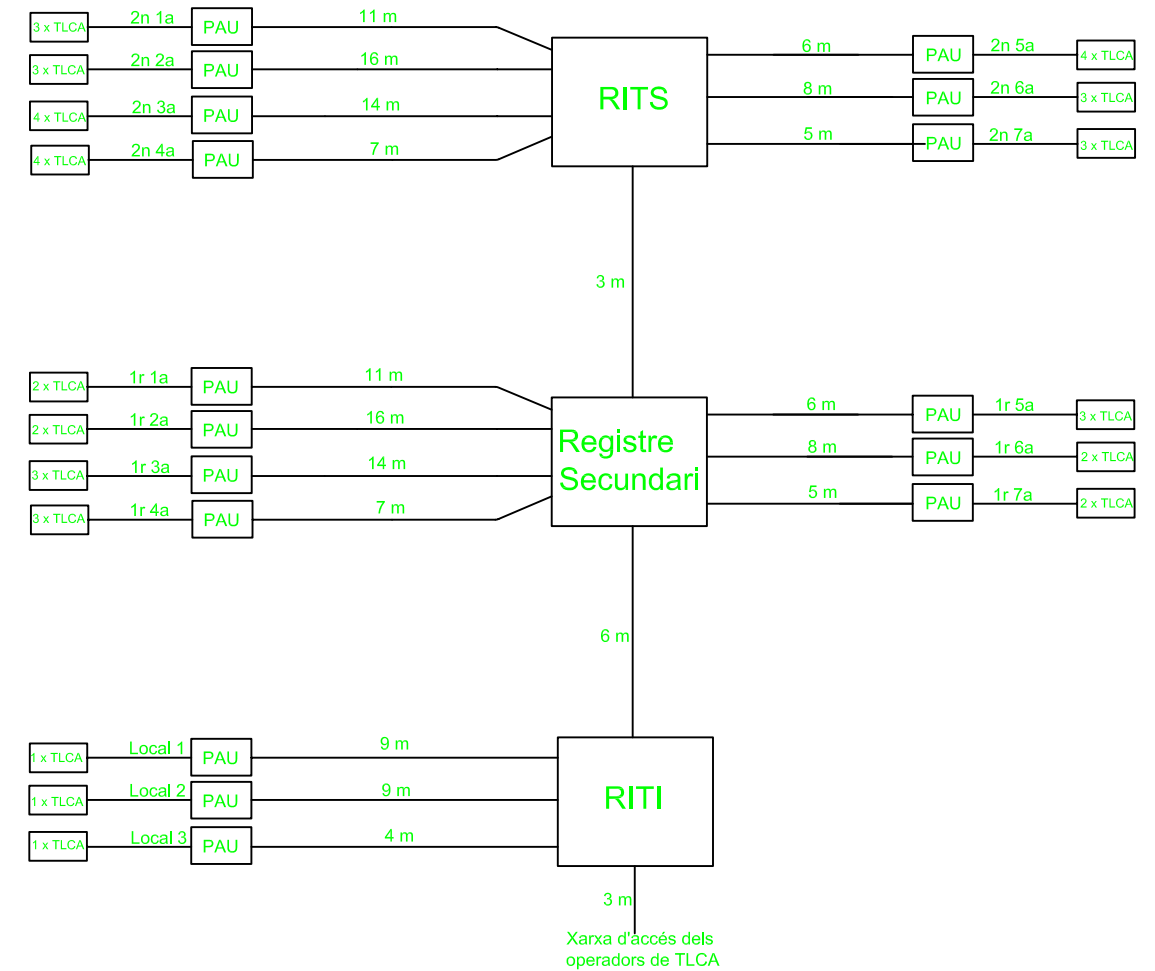 3 x TLCA 2n 1a PAU 11 m
3 x TLCA 2n 2a PAU 16 m
4 x TLCA 2n 3a PAU 14 m
4 x TLCA 2n 4a PAU 7 m
RITS
6 m PAU 2n 5a 4 x TLCA
8 m PAU 2n 6a 3 x TLCA
5 m PAU 2n 7a 3 x TLCA
3 m
2 x TLCA 1r 1a PAU 11 m
2 x TLCA 1r 2a PAU 16 m
3 x TLCA 1r 3a PAU 14 m
3 x TLCA 1r 4a PAU 7 m
Registre
Secundari
6 m PAU 1r 5a 3 x TLCA
8 m PAU 1r 6a 2 x TLCA
5 m PAU 1r 7a 2 x TLCA
6 m
1 x TLCA Local 1 PAU 9 m
1 x TLCA Local 2 PAU 9 m
1 x TLCA Local 3 PAU 4 m
RITI
3 m
Xarxa d'accés dels
operadors de TLCA